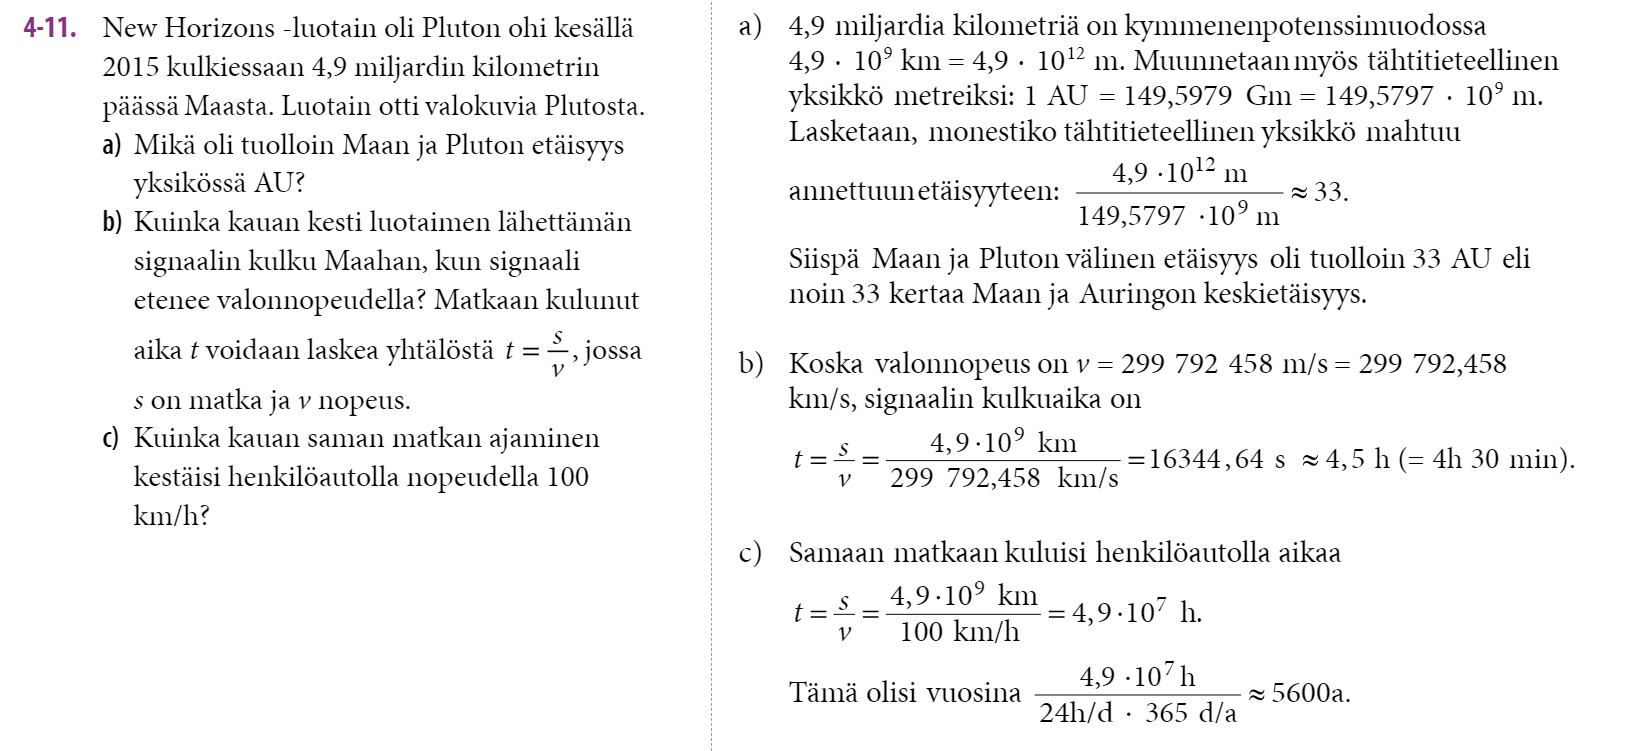 4-11. New Horizons -luotain oli Pluton ohi kesällä
2015 kulkiessaan 4,9 miljardin kilometrin
päässä Maasta. Luotain otti valokuvia Plutosta.
a) Mikä oli tuolloin Maan ja Pluton etäisyys
yksikössä AU?
b) Kuinka kauan kesti luotaimen lähettämän
signaalin kulku Maahan, kun signaali
etenee valonnopeudella? Matkaan kulunut
aika t voidaan laskea yhtälöstä t = s/v, jossa
s on matka ja v nopeus.
c) Kuinka kauan saman matkan ajaminen
kestäisi henkilöautolla nopeudella 100
km/h?
a) 4,9 miljardia kilometriä on kymmenenpotenssimuodossa
4,9 · 10⁹ km = 4,9 · 10¹² m. Muunnetaan myös tähtitieteellinen
yksikkö metreiksi: 1 AU = 149,5979 Gm = 149,5797 · 10⁹ m.
Lasketaan, monestiko tähtitieteellinen yksikkö mahtuu
annettuun etäisyyteen: 4,9 ·10¹² m / 149,5797 ·10⁹ m ≈ 33.
Siispä Maan ja Pluton välinen etäisyys oli tuolloin 33 AU eli
noin 33 kertaa Maan ja Auringon keskietäisyys.
b) Koska valonnopeus on v = 299 792 458 m/s = 299 792,458
km/s, signaalin kulkuaika on
t = s/v = 4,9·10⁹ km / 299 792,458 km/s = 16344,64 s ≈ 4,5 h (= 4h 30 min).
c) Samaan matkaan kuluisi henkilöautolla aikaa
t = s/v = 4,9·10⁹ km / 100 km/h = 4,9·10⁷ h.
Tämä olisi vuosina 4,9 ·10⁷ h / 24h/d · 365 d/a ≈ 5600a.